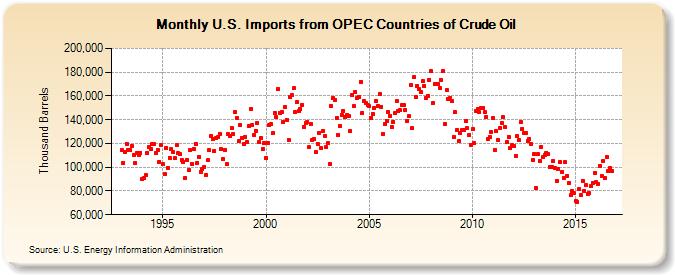 Monthly U.S. Imports from OPEC Countries of Crude Oil
Thousand Barrels
200,000
180,000
160,000
140,000
120,000
100,000
80,000
60,000
1995 2000 2005 2010 2015
Source: U.S. Energy Information Administration